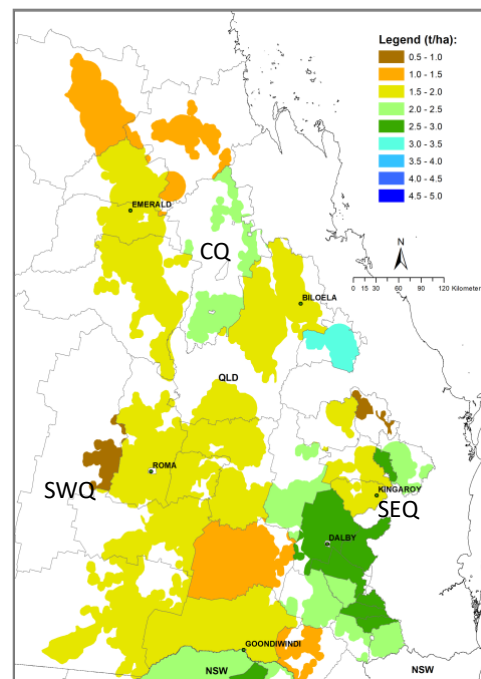 Legend (t/ha):
0.5 - 1.0
1.0 - 1.5
1.5 - 2.0
2.0 - 2.5
2.5 - 3.0
3.0 - 3.5
3.5 - 4.0
4.0 - 4.5
4.5 - 5.0
EMERALD
CQ
N
0 15 30 60 90 120 Kilometer
BILOELA
QLD
ROMA
SWQ
KINGAROY
SEQ
DALBY
GOONDIWINDI
NSW
NSW